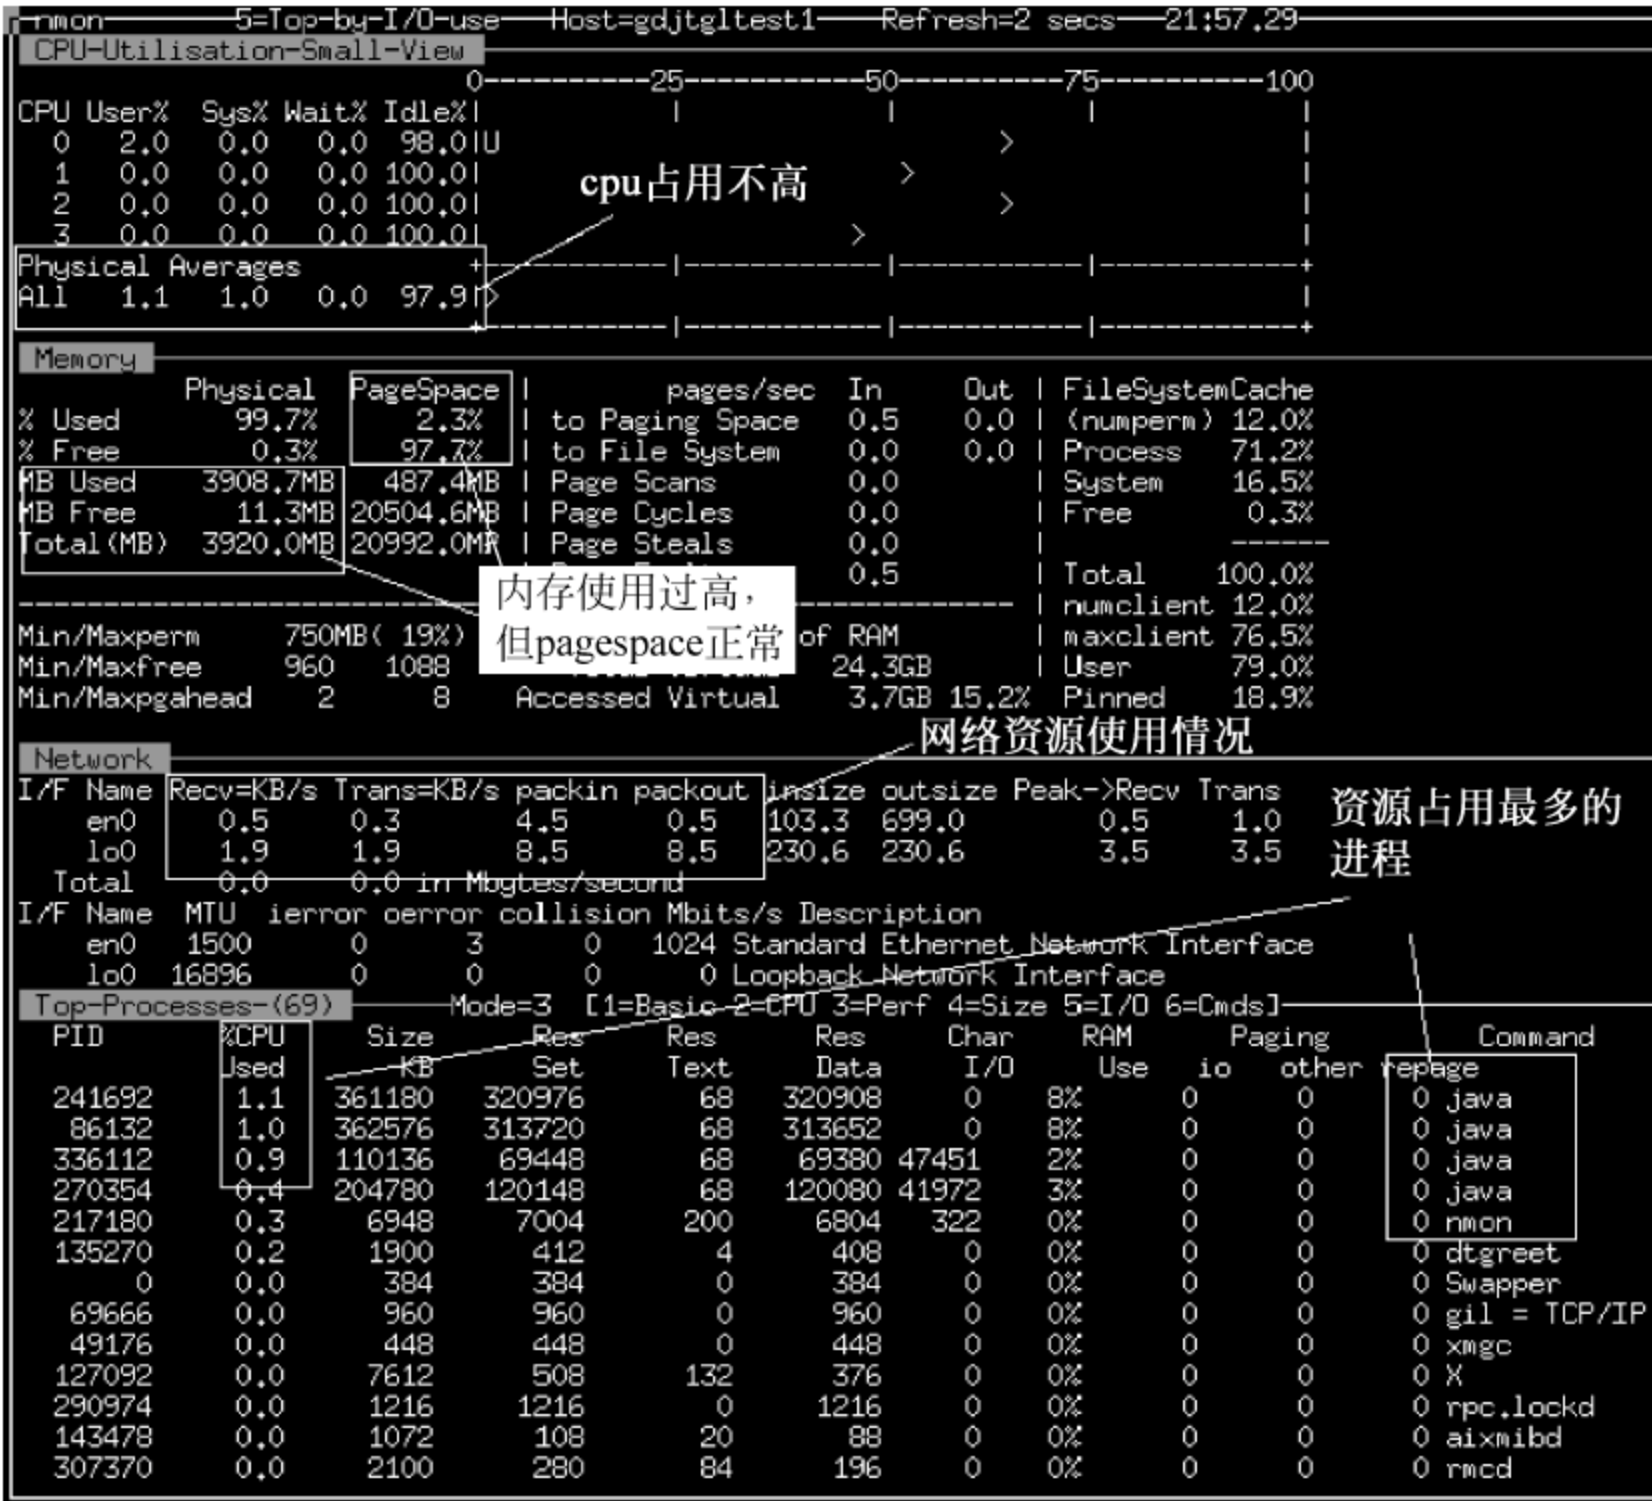 nmon 5=Top-by-I/O-use Host=gdjtgltest1 Refresh=2 secs 21:57.29
CPU-Utilisation-Small-View
0----------25-----------50----------75----------100
CPU User% Sys% Wait% Idle%| | | | |
0 2.0 0.0 0.0 98.0|U > |
1 0.0 0.0 0.0 100.0| > |
cpu占用不高
2 0.0 0.0 0.0 100.0| > |
3 0.0 0.0 0.0 100.0| > |
Physical Averages +-----------|------------|-----------|------------+
All 1.1 1.0 0.0 97.9|> |
+-----------|------------|-----------|------------+
Memory
Physical PageSpace | pages/sec In Out | FileSystemCache
% Used 99.7% 2.3% | to Paging Space 0.5 0.0 | (numperm) 12.0%
% Free 0.3% 97.7% | to File System 0.0 0.0 | Process 71.2%
MB Used 3908.7MB 487.4MB | Page Scans 0.0 | System 16.5%
MB Free 11.3MB 20504.6MB | Page Cycles 0.0 | Free 0.3%
Total(MB) 3920.0MB 20992.0MB | Page Steals 0.0 | ------
0.5 | Total 100.0%
内存使用过高,
但pagespace正常
------------------------------------------------------------ | numclient 12.0%
Min/Maxperm 750MB( 19%) of RAM | maxclient 76.5%
Min/Maxfree 960 1088 24.3GB | User 79.0%
Min/Maxpgahead 2 8 Accessed Virtual 3.7GB 15.2% Pinned 18.9%
网络资源使用情况
Network
I/F Name Recv=KB/s Trans=KB/s packin packout insize outsize Peak->Recv Trans
en0 0.5 0.3 4.5 0.5 103.3 699.0 0.5 1.0
lo0 1.9 1.9 8.5 8.5 230.6 230.6 3.5 3.5
资源占用最多的
进程
Total 0.0 0.0 in Mbytes/second
I/F Name MTU ierror oerror collision Mbits/s Description
en0 1500 0 3 0 1024 Standard Ethernet Network Interface
lo0 16896 0 0 0 0 Loopback Network Interface
Top-Processes-(69) Mode=3 [1=Basic 2=CPU 3=Perf 4=Size 5=I/O 6=Cmds]
PID %CPU Size Res Res Res Char RAM Paging Command
Used KB Set Text Data I/O Use io other repage
241692 1.1 361180 320976 68 320908 0 8% 0 0 0 java
86132 1.0 362576 313720 68 313652 0 8% 0 0 0 java
336112 0.9 110136 69448 68 69380 47451 2% 0 0 0 java
270354 0.4 204780 120148 68 120080 41972 3% 0 0 0 java
217180 0.3 6948 7004 200 6804 322 0% 0 0 0 nmon
135270 0.2 1900 412 4 408 0 0% 0 0 0 dtgreet
0 0.0 384 384 0 384 0 0% 0 0 0 Swapper
69666 0.0 960 960 0 960 0 0% 0 0 0 gil = TCP/IP
49176 0.0 448 448 0 448 0 0% 0 0 0 xmgc
127092 0.0 7612 508 132 376 0 0% 0 0 0 X
290974 0.0 1216 1216 0 1216 0 0% 0 0 0 rpc.lockd
143478 0.0 1072 108 20 88 0 0% 0 0 0 aixmibd
307370 0.0 2100 280 84 196 0 0% 0 0 0 rmcd